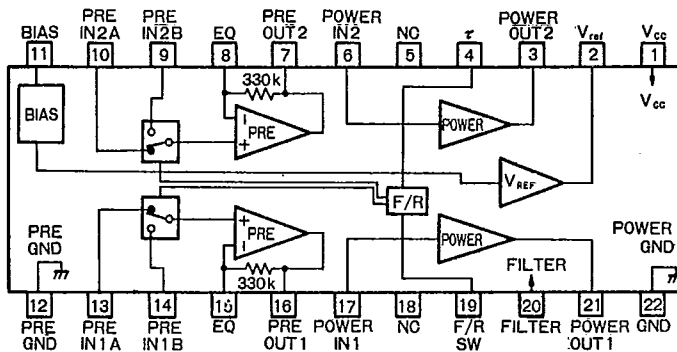 PRE PRE PRE POWER POWER
BIAS IN2A IN2B EQ OUT2 IN2 NC τ OUT2 Vref Vcc
11 10 9 8 7 6 5 4 3 2 1
330k
BIAS
PRE
POWER
Vcc
VREF
F/R
PRE
GND
PRE
POWER
POWER
GND
330k
FILTER
12 13 14 15 16 17 18 19 20 21 22
PRE PRE PRE EQ PRE POWER NC F/R FILTER POWER GND
GND IN1A IN1B OUT1 IN1 SW OUT1